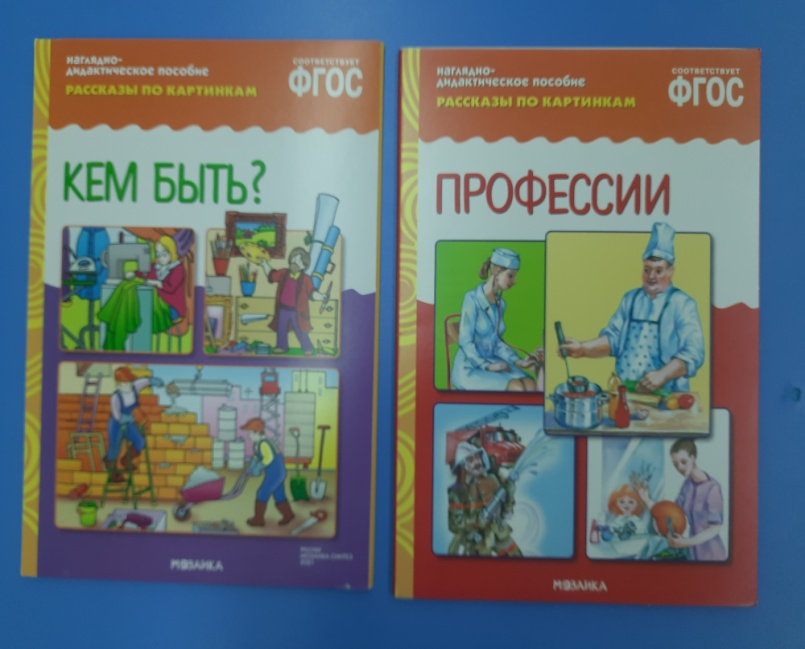 НАГЛЯДНО-
ДИДАКТИЧЕСКОЕ ПОСОБИЕ
РАССКАЗЫ ПО КАРТИНКАМ
СООТВЕТСТВУЕТ
ФГОС
КЕМ БЫТЬ?
МОЗАИКА
НАГЛЯДНО-
ДИДАКТИЧЕСКОЕ ПОСОБИЕ
РАССКАЗЫ ПО КАРТИНКАМ
СООТВЕТСТВУЕТ
ФГОС
ПРОФЕССИИ
МОЗАИКА